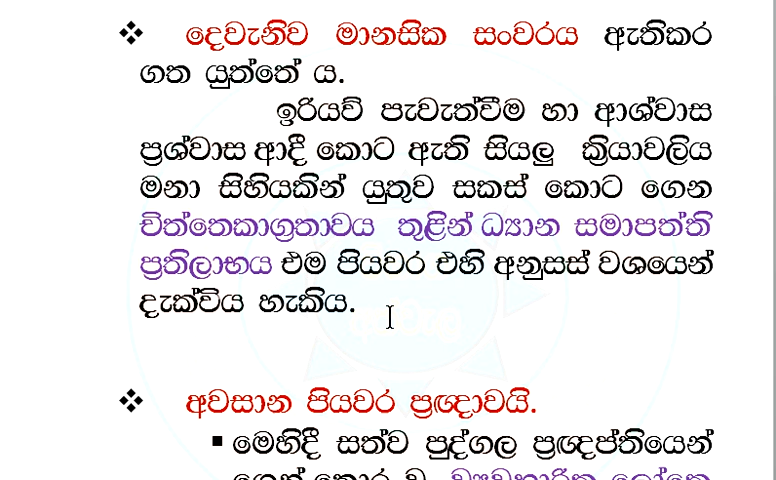 ❖ දෙවැනිව මානසික සංවරය ඇතිකර
ගත යුත්තේ ය.
ඉරියව් පැවැත්වීම හා ආශ්වාස
ප්‍රශ්වාස ආදී කොට ඇති සියලු ක්‍රියාවලිය
මනා සිහියකින් යුතුව සකස් කොට ගෙන
චිත්තෙකාග්‍රතාවය තුළින් ධ්‍යාන සමාපත්ති
ප්‍රතිලාභය එම පියවර එහි අනුසස් වශයෙන්
දැක්විය හැකිය.
❖ අවසාන පියවර ප්‍රඥාවයි.
▪ මෙහිදී සත්ව පුද්ගල ප්‍රඥප්තියෙන්